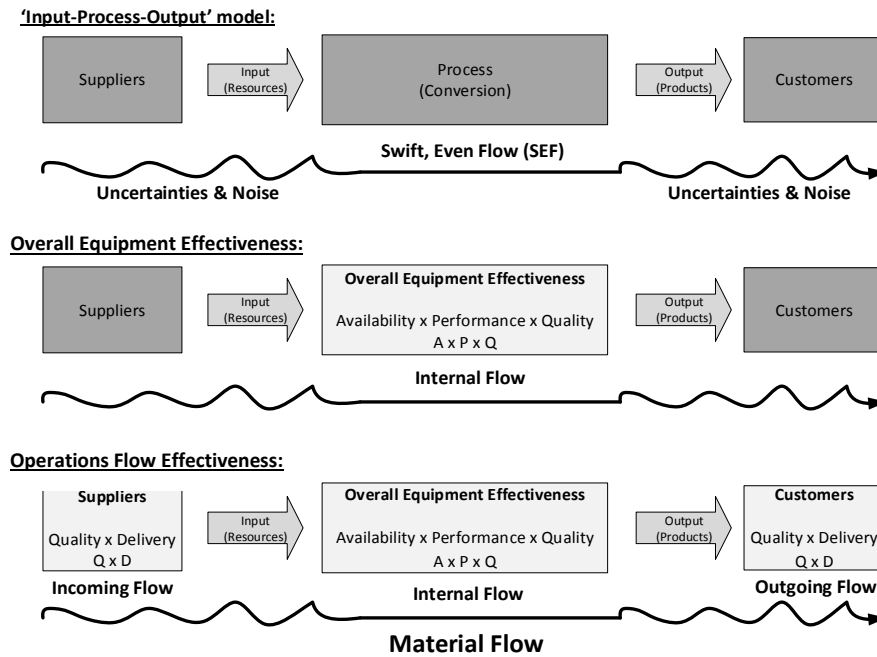 ‘Input-Process-Output’ model:
Suppliers
Input
(Resources)
Process
(Conversion)
Output
(Products)
Customers
Swift, Even Flow (SEF)
Uncertainties & Noise
Uncertainties & Noise
Overall Equipment Effectiveness:
Suppliers
Input
(Resources)
Overall Equipment Effectiveness
Availability x Performance x Quality
A x P x Q
Output
(Products)
Customers
Internal Flow
Operations Flow Effectiveness:
Suppliers
Quality x Delivery
Q x D
Incoming Flow
Input
(Resources)
Overall Equipment Effectiveness
Availability x Performance x Quality
A x P x Q
Internal Flow
Output
(Products)
Customers
Quality x Delivery
Q x D
Outgoing Flow
Material Flow